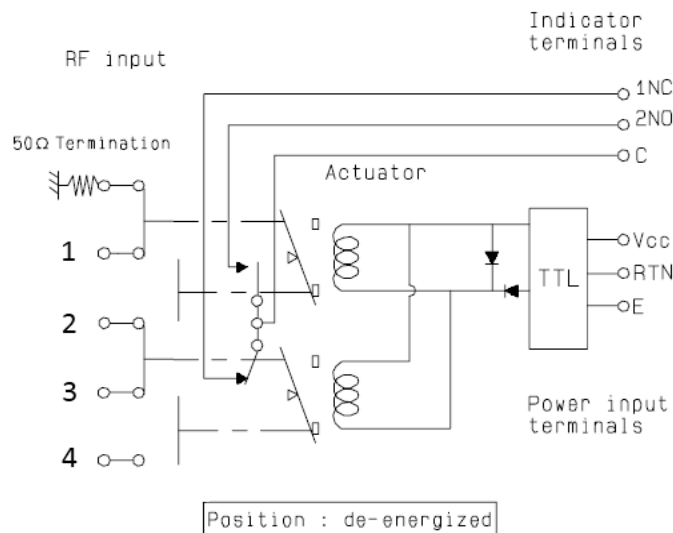 Indicator
terminals
RF input
1NC
2NO
50Ω Termination
C
Actuator
1
Vcc
TTL
RTN
2
E
3
Power input
terminals
4
Position : de-energized